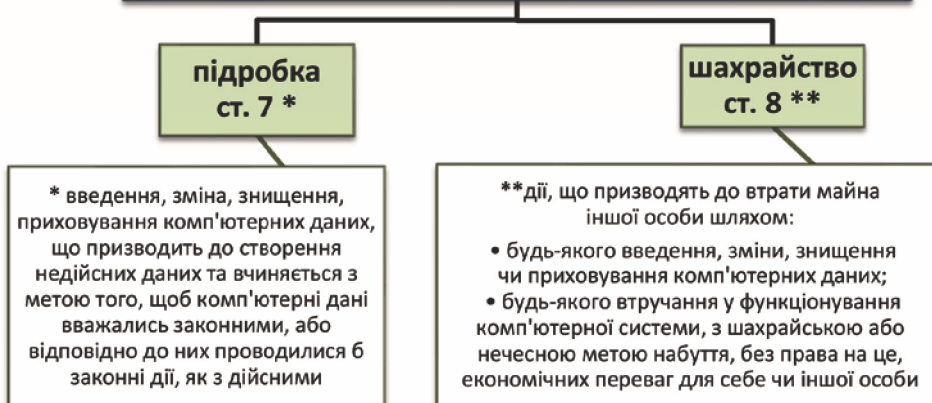 підробка
ст. 7 *
шахрайство
ст. 8 **
* введення, зміна, знищення,
приховування комп'ютерних даних,
що призводить до створення
недійсних даних та вчиняється з
метою того, щоб комп'ютерні дані
вважались законними, або
відповідно до них проводилися б
законні дії, як з дійсними
**дії, що призводять до втрати майна
іншої особи шляхом:
• будь-якого введення, зміни, знищення
чи приховування комп'ютерних даних;
• будь-якого втручання у функціонування
комп'ютерної системи, з шахрайською або
нечесною метою набуття, без права на це,
економічних переваг для себе чи іншої особи